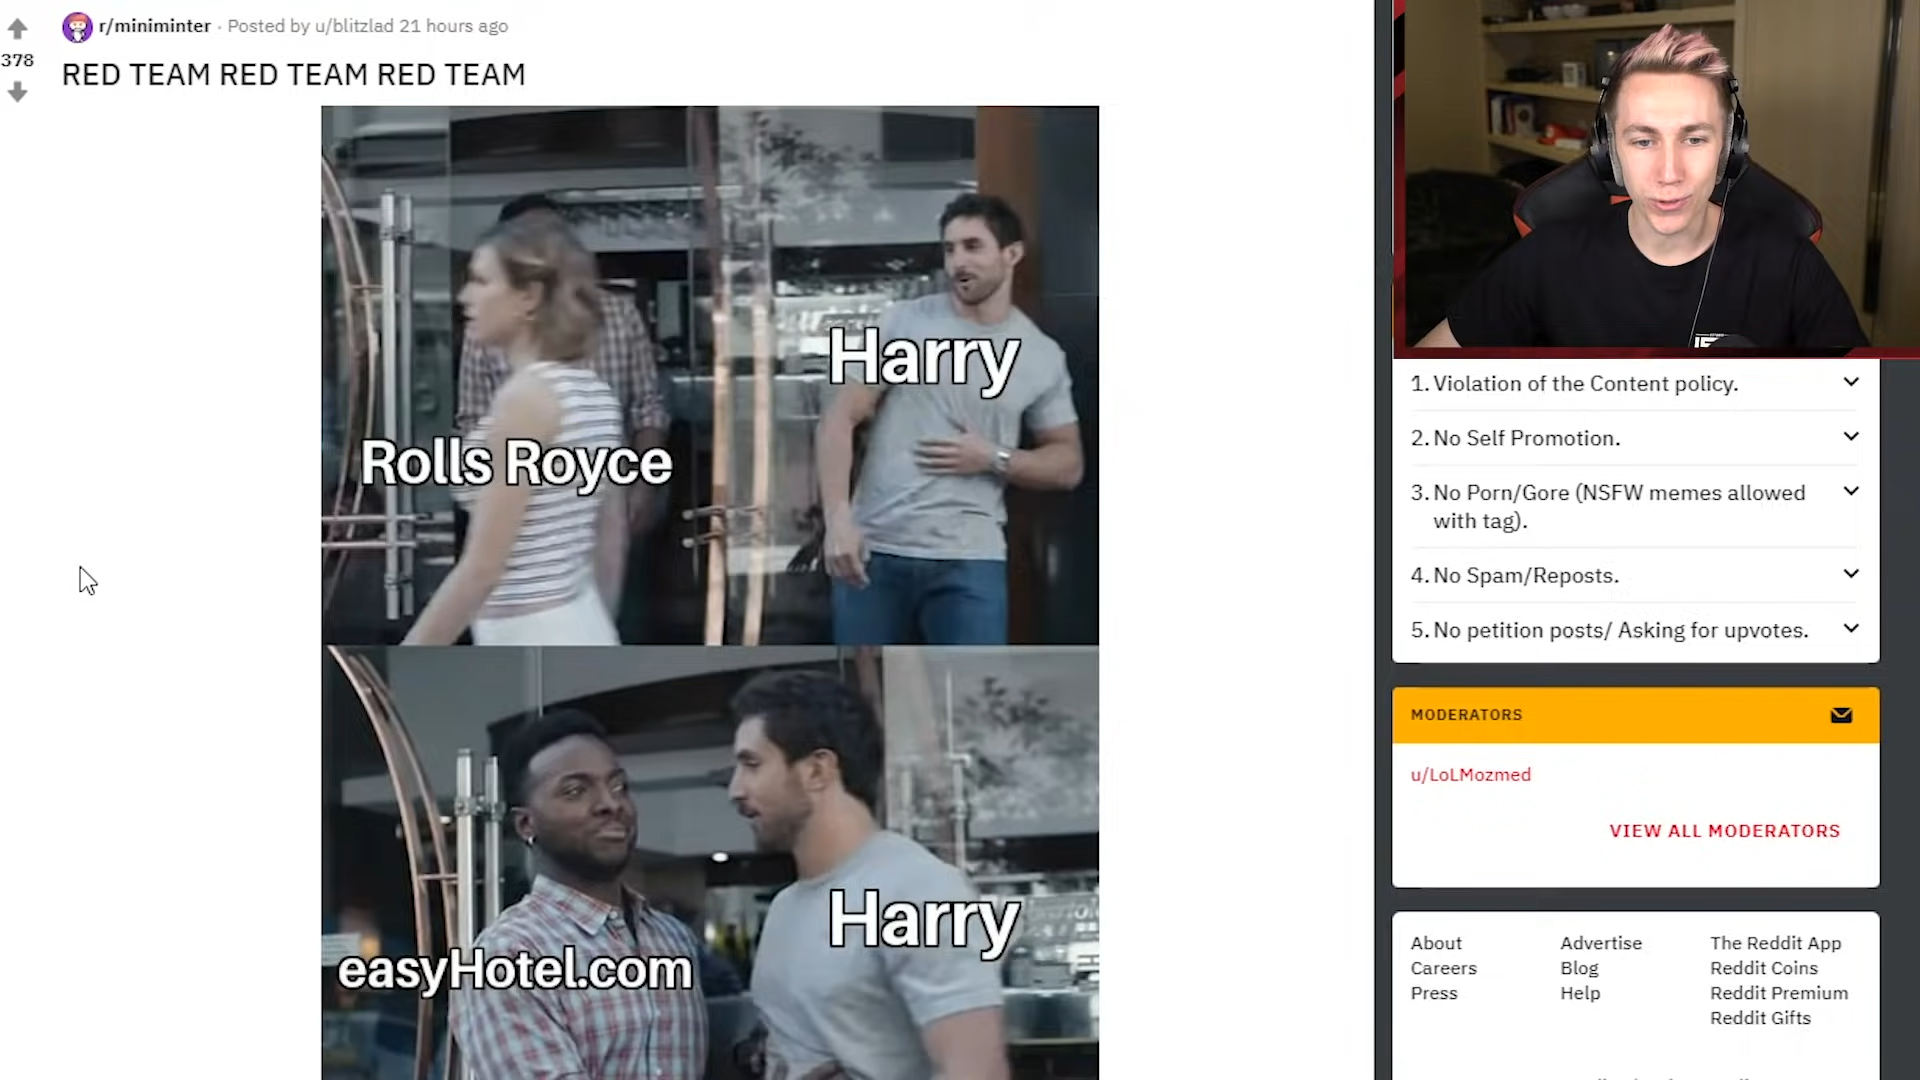 r/miniminter · Posted by u/blitzlad 21 hours ago
378
RED TEAM RED TEAM RED TEAM
Harry
Rolls Royce
Harry
easyHotel.com
1. Violation of the Content policy.
2. No Self Promotion.
3. No Porn/Gore (NSFW memes allowed
with tag).
4. No Spam/Reposts.
5. No petition posts/ Asking for upvotes.
MODERATORS
u/LoLMozmed
VIEW ALL MODERATORS
About Advertise The Reddit App
Careers Blog Reddit Coins
Press Help Reddit Premium
Reddit Gifts